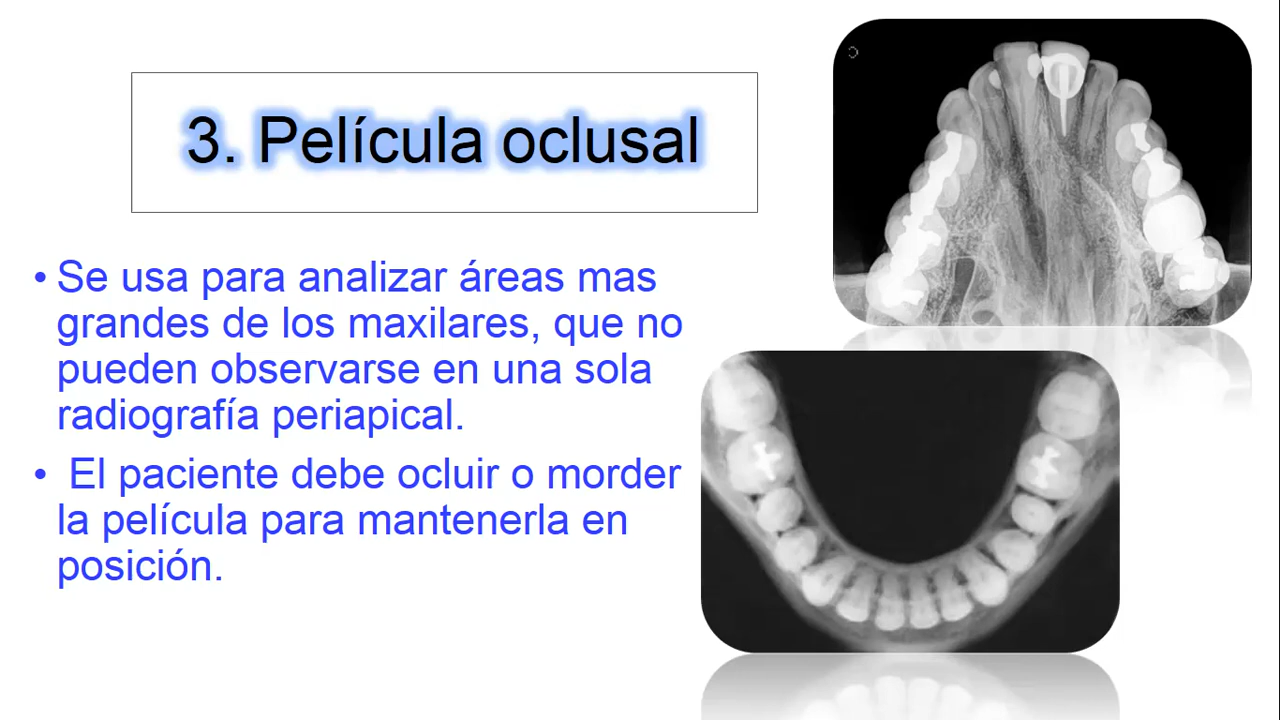 3. Película oclusal
• Se usa para analizar áreas mas
grandes de los maxilares, que no
pueden observarse en una sola
radiografía periapical.
• El paciente debe ocluir o morder
la película para mantenerla en
posición.